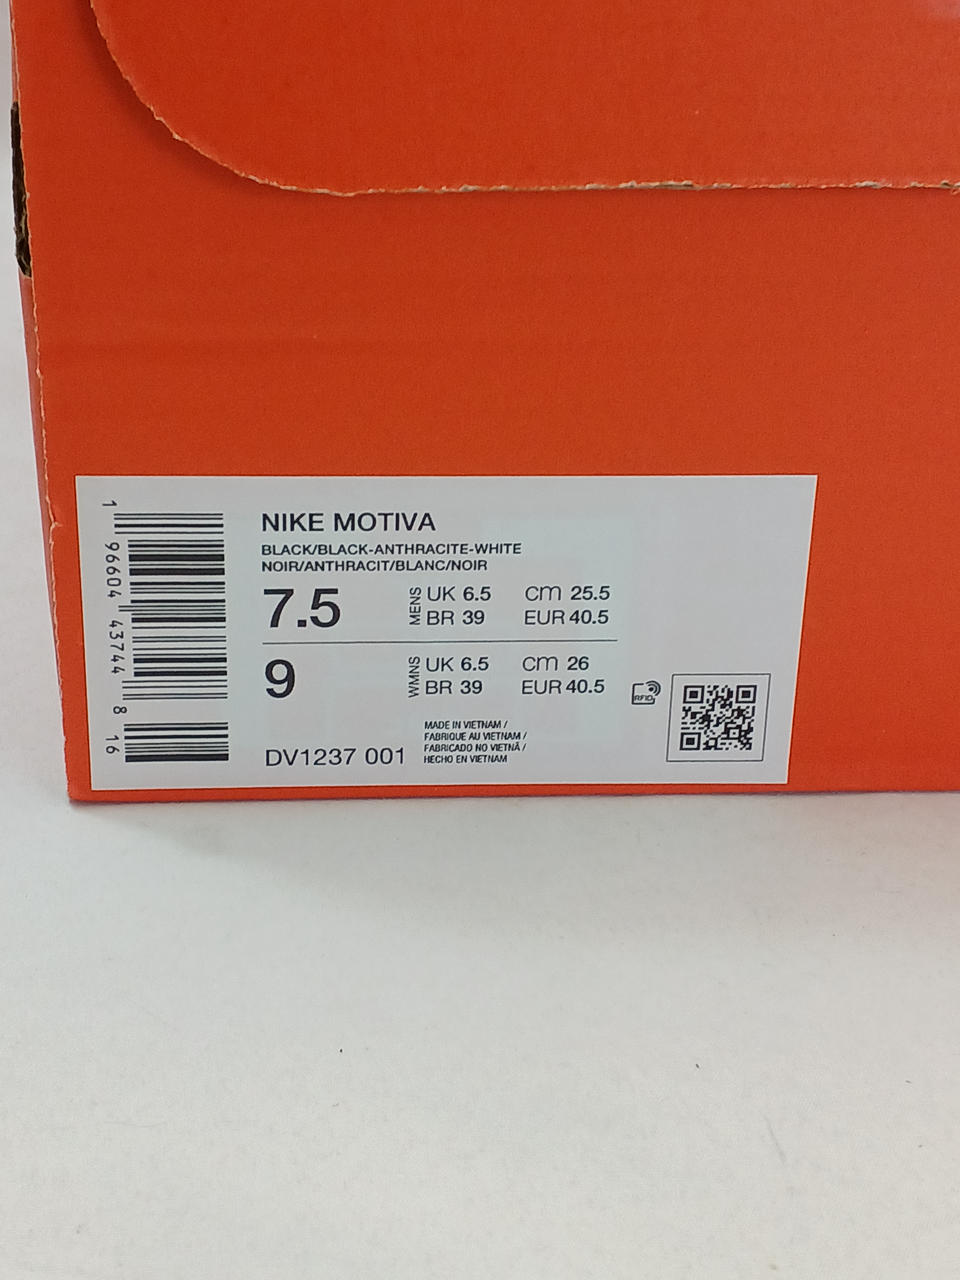 1 96604 43744 8 16
NIKE MOTIVA
BLACK/BLACK-ANTHRACITE-WHITE
NOIR/ANTHRACIT/BLANC/NOIR
7.5 MENS UK 6.5 cm 25.5
BR 39 EUR 40.5
9 WMNS UK 6.5 cm 26
BR 39 EUR 40.5
RFID
DV1237 001
MADE IN VIETNAM /
FABRIQUE AU VIETNAM /
FABRICADO NO VIETNÃ /
HECHO EN VIETNAM